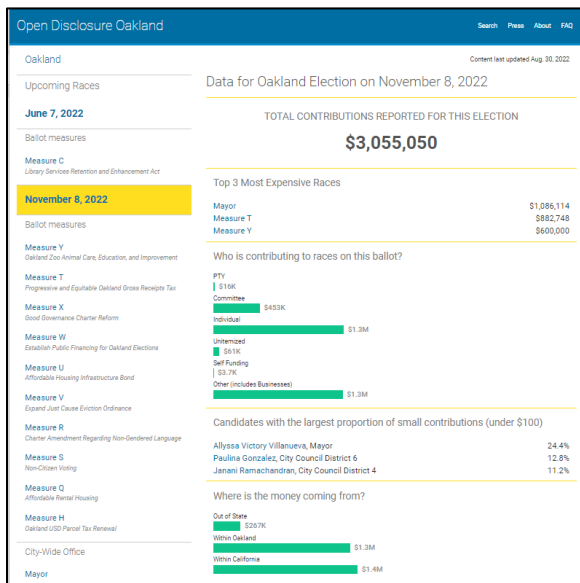 Open Disclosure Oakland
Search Press About FAQ
Content last updated Aug. 30, 2022
Oakland
Upcoming Races
June 7, 2022
Ballot measures
Measure C
Library Services Retention and Enhancement Act
November 8, 2022
Ballot measures
Measure Y
Oakland Zoo Animal Care, Education, and Improvement
Measure T
Progressive and Equitable Oakland Gross Receipts Tax
Measure X
Good Governance Charter Reform
Measure W
Establish Public Financing for Oakland Elections
Measure U
Affordable Housing Infrastructure Bond
Measure V
Expand Just Cause Eviction Ordinance
Measure R
Charter Amendment Regarding Non-Gendered Language
Measure S
Non-Citizen Voting
Measure Q
Affordable Rental Housing
Measure H
Oakland USD Parcel Tax Renewal
City-Wide Office
Mayor
Data for Oakland Election on November 8, 2022
TOTAL CONTRIBUTIONS REPORTED FOR THIS ELECTION
$3,055,050
Top 3 Most Expensive Races
Mayor $1,086,114
Measure T $882,748
Measure Y $600,000
Who is contributing to races on this ballot?
PTY
$16K
Committee
$453K
Individual
$1.3M
Unitemized
$61K
Self Funding
$3.7K
Other (includes Businesses)
$1.3M
Candidates with the largest proportion of small contributions (under $100)
Allyssa Victory Villanueva, Mayor 24.4%
Paulina Gonzalez, City Council District 6 12.8%
Janani Ramachandran, City Council District 4 11.2%
Where is the money coming from?
Out of State
$267K
Within Oakland
$1.3M
Within California
$1.4M